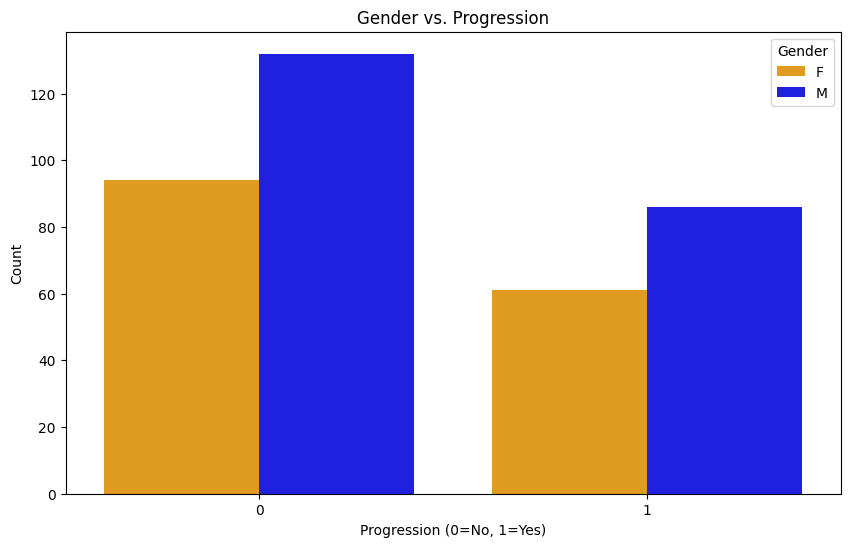 Gender vs. Progression
Gender
F
M
Count
120
100
80
60
40
20
0
0
1
Progression (0=No, 1=Yes)